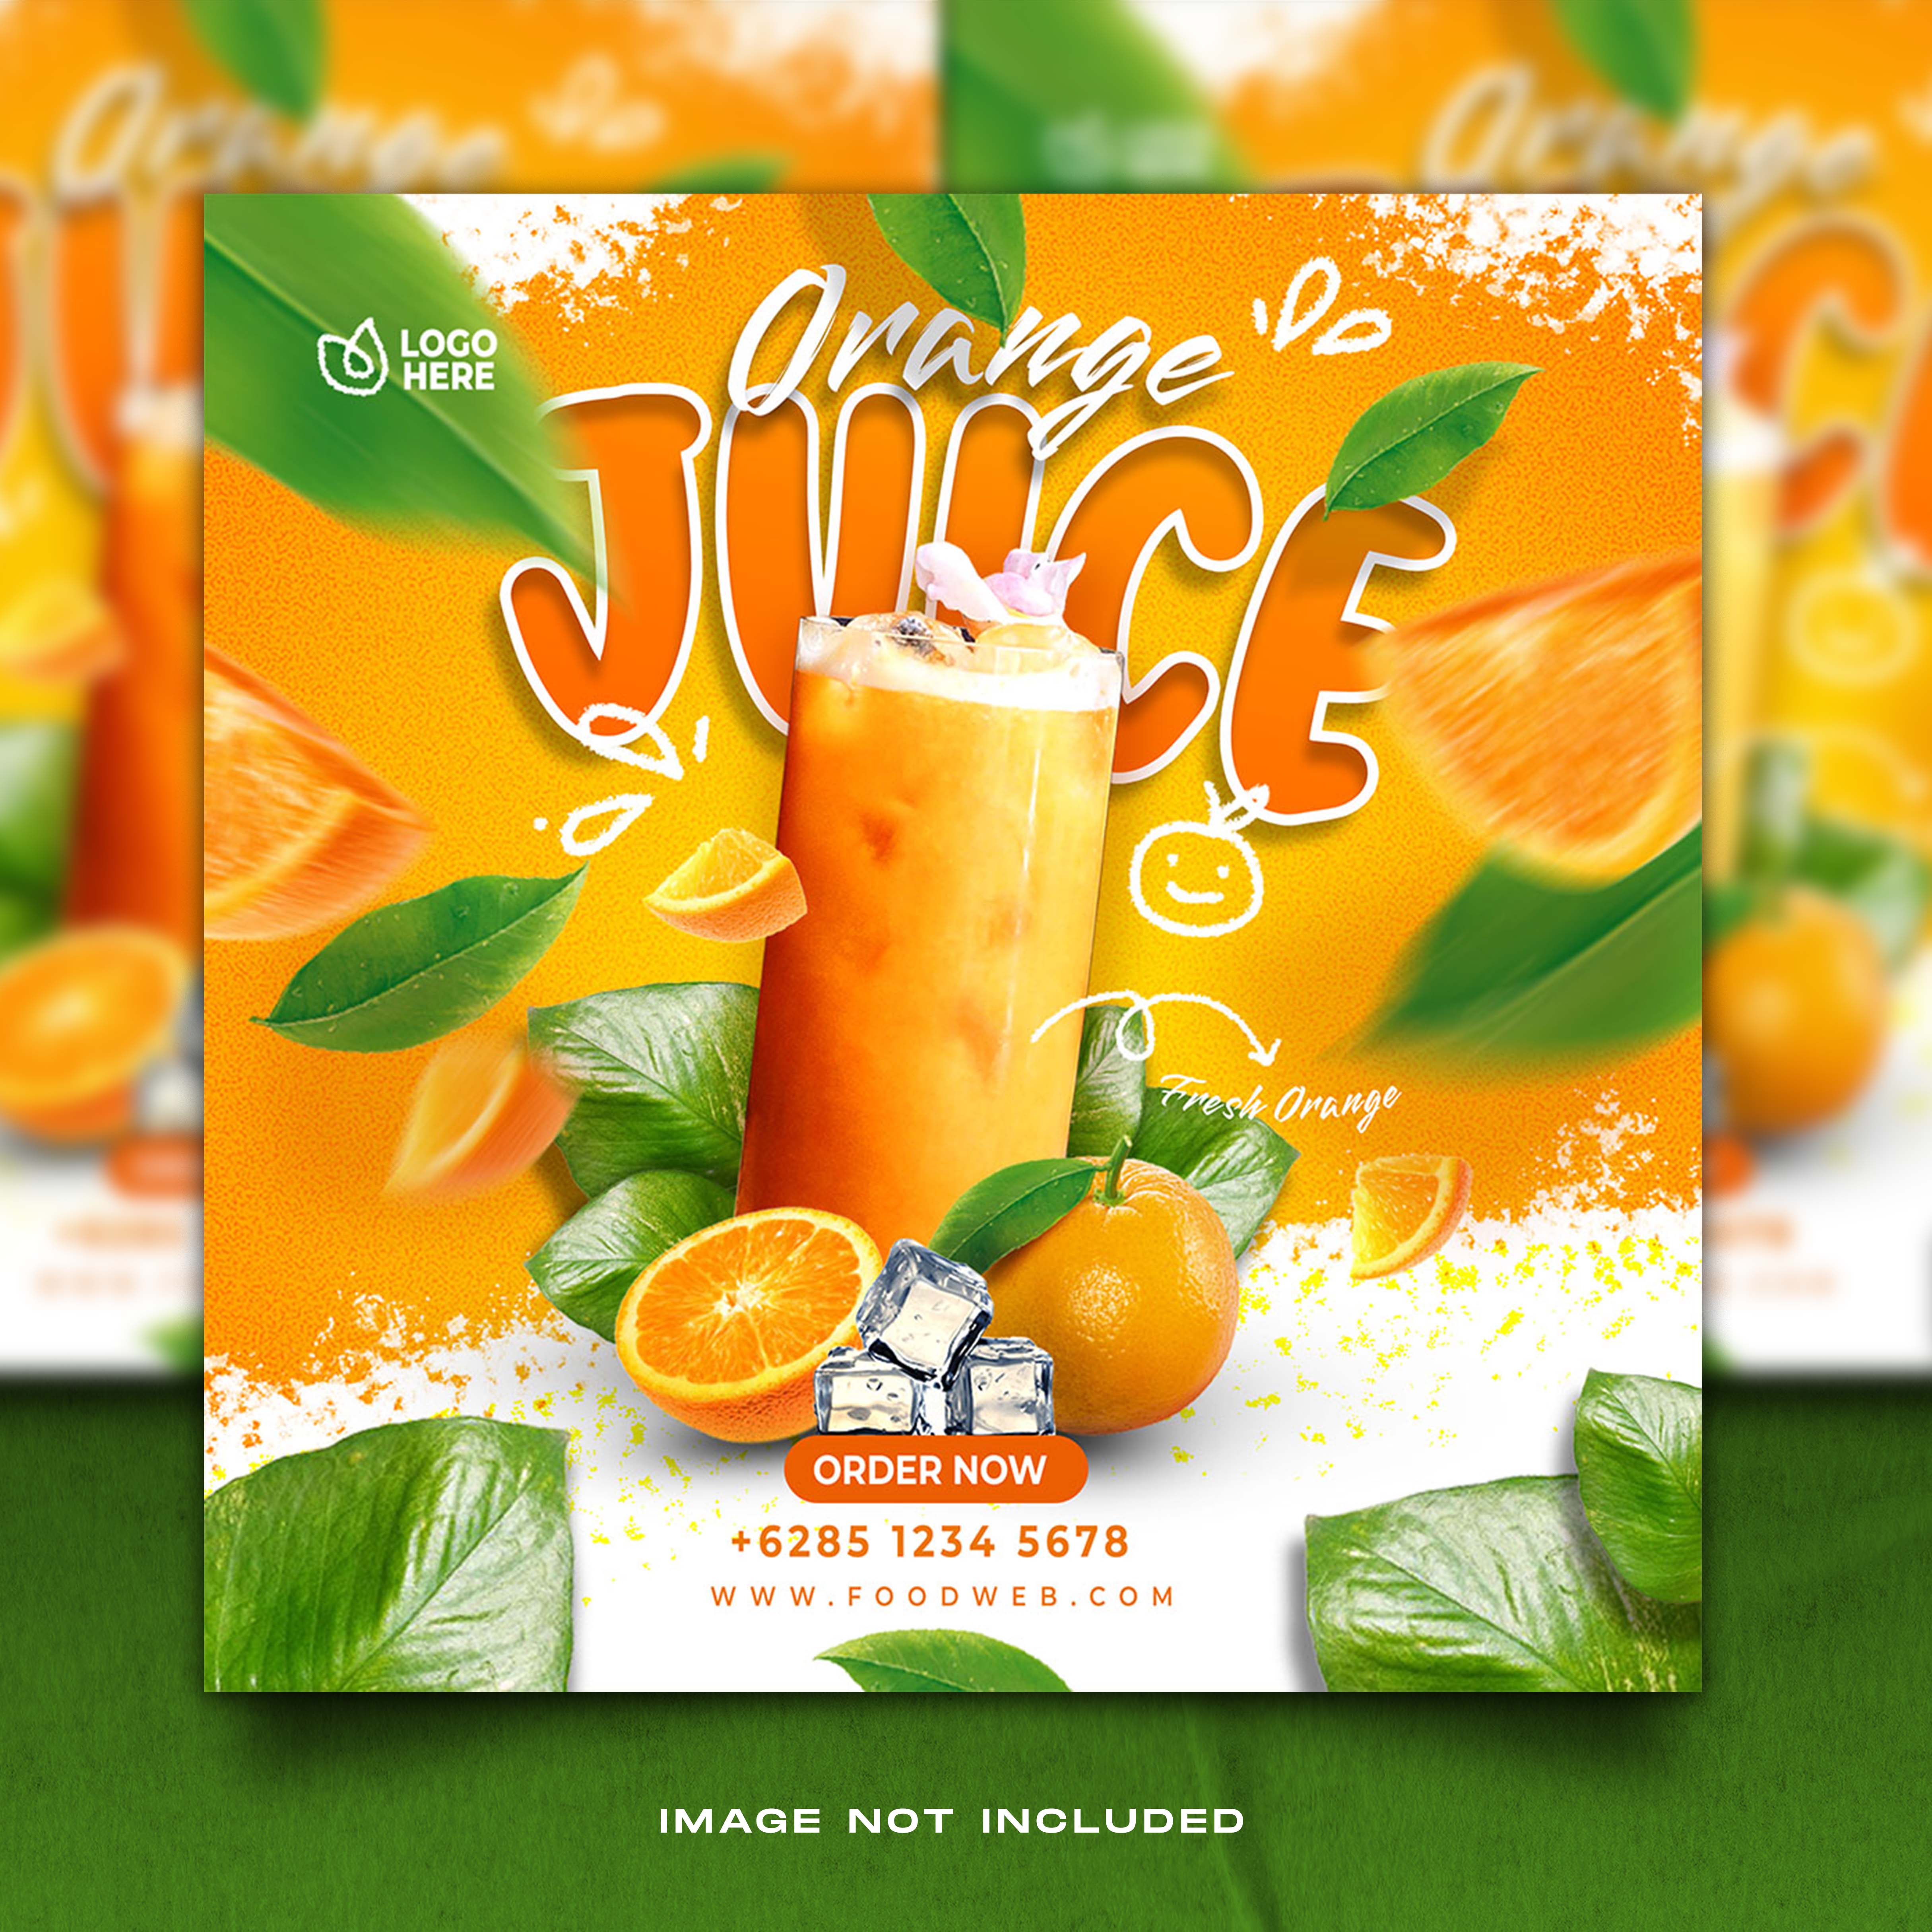 LOGO
HERE
Orange
JUICE
Fresh Orange
ORDER NOW
+6285 1234 5678
WWW.FOODWEB.COM
IMAGE NOT INCLUDED